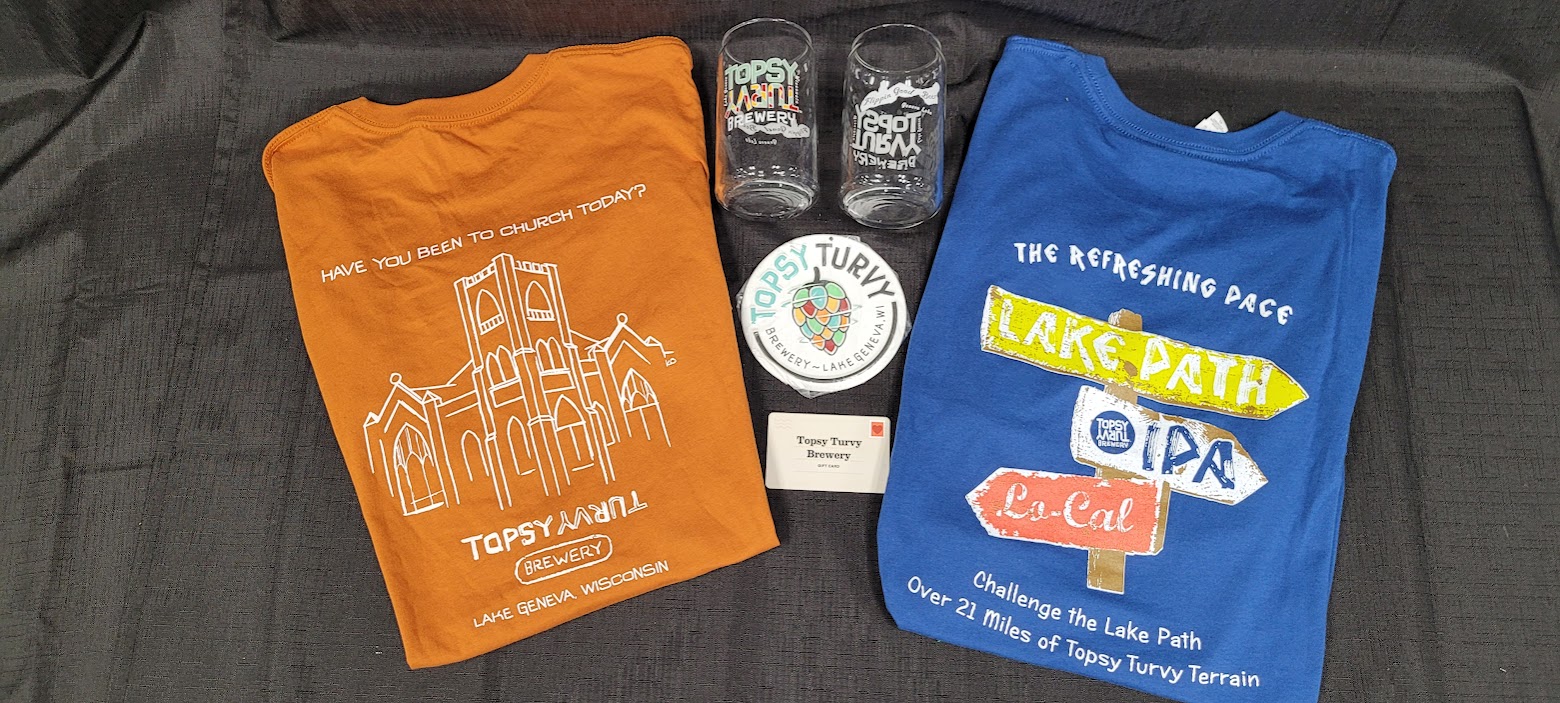 HAVE YOU BEEN TO CHURCH TODAY?
TOPSY TURVY
BREWERY
LAKE GENEVA, WISCONSIN
TOPSY
TURVY
BREWERY
Flippin Good
TOPSY
TURVY
BREWERY
TOPSY TURVY
BREWERY~LAKE GENEVA,WI
Topsy Turvy
Brewery
GIFT CARD
THE REFRESHING PACE
LAKE PATH
TOPSY
TURVY
BREWERY
IPA
Lo-Cal
Challenge the Lake Path
Over 21 Miles of Topsy Turvy Terrain